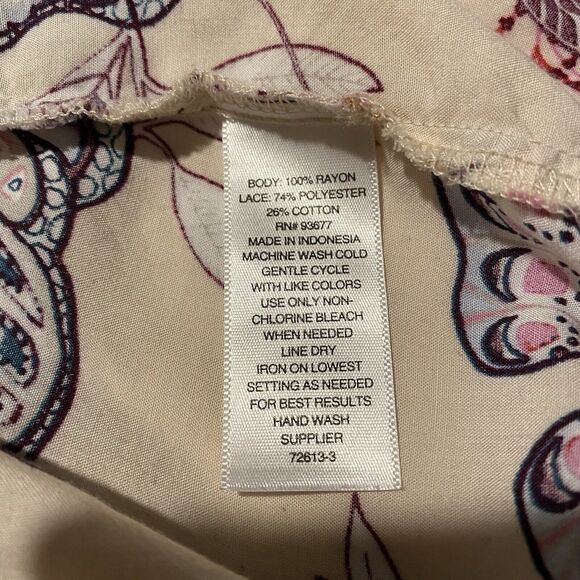 BODY: 100% RAYON
LACE: 74% POLYESTER
26% COTTON
RN# 93677
MADE IN INDONESIA
MACHINE WASH COLD
GENTLE CYCLE
WITH LIKE COLORS
USE ONLY NON-
CHLORINE BLEACH
WHEN NEEDED
LINE DRY
IRON ON LOWEST
SETTING AS NEEDED
FOR BEST RESULTS
HAND WASH
SUPPLIER
72613-3